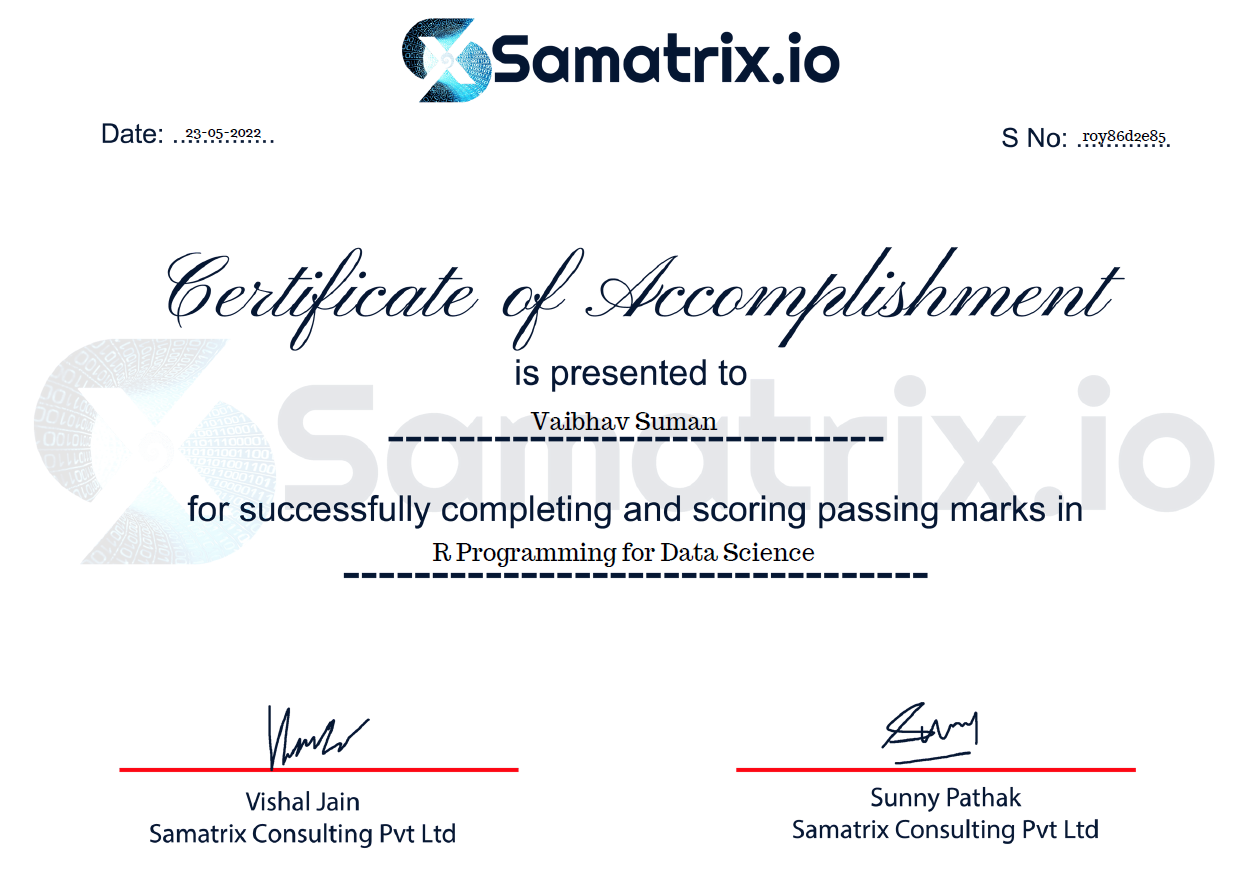 Samatrix.io
Date: ..23-05-2022..
S No: .roy86d2e85.
Certificate of Accomplishment
is presented to
Vaibhav Suman
Samatrix.io
for successfully completing and scoring passing marks in
R Programming for Data Science
Vishal Jain
Samatrix Consulting Pvt Ltd
Sunny Pathak
Samatrix Consulting Pvt Ltd